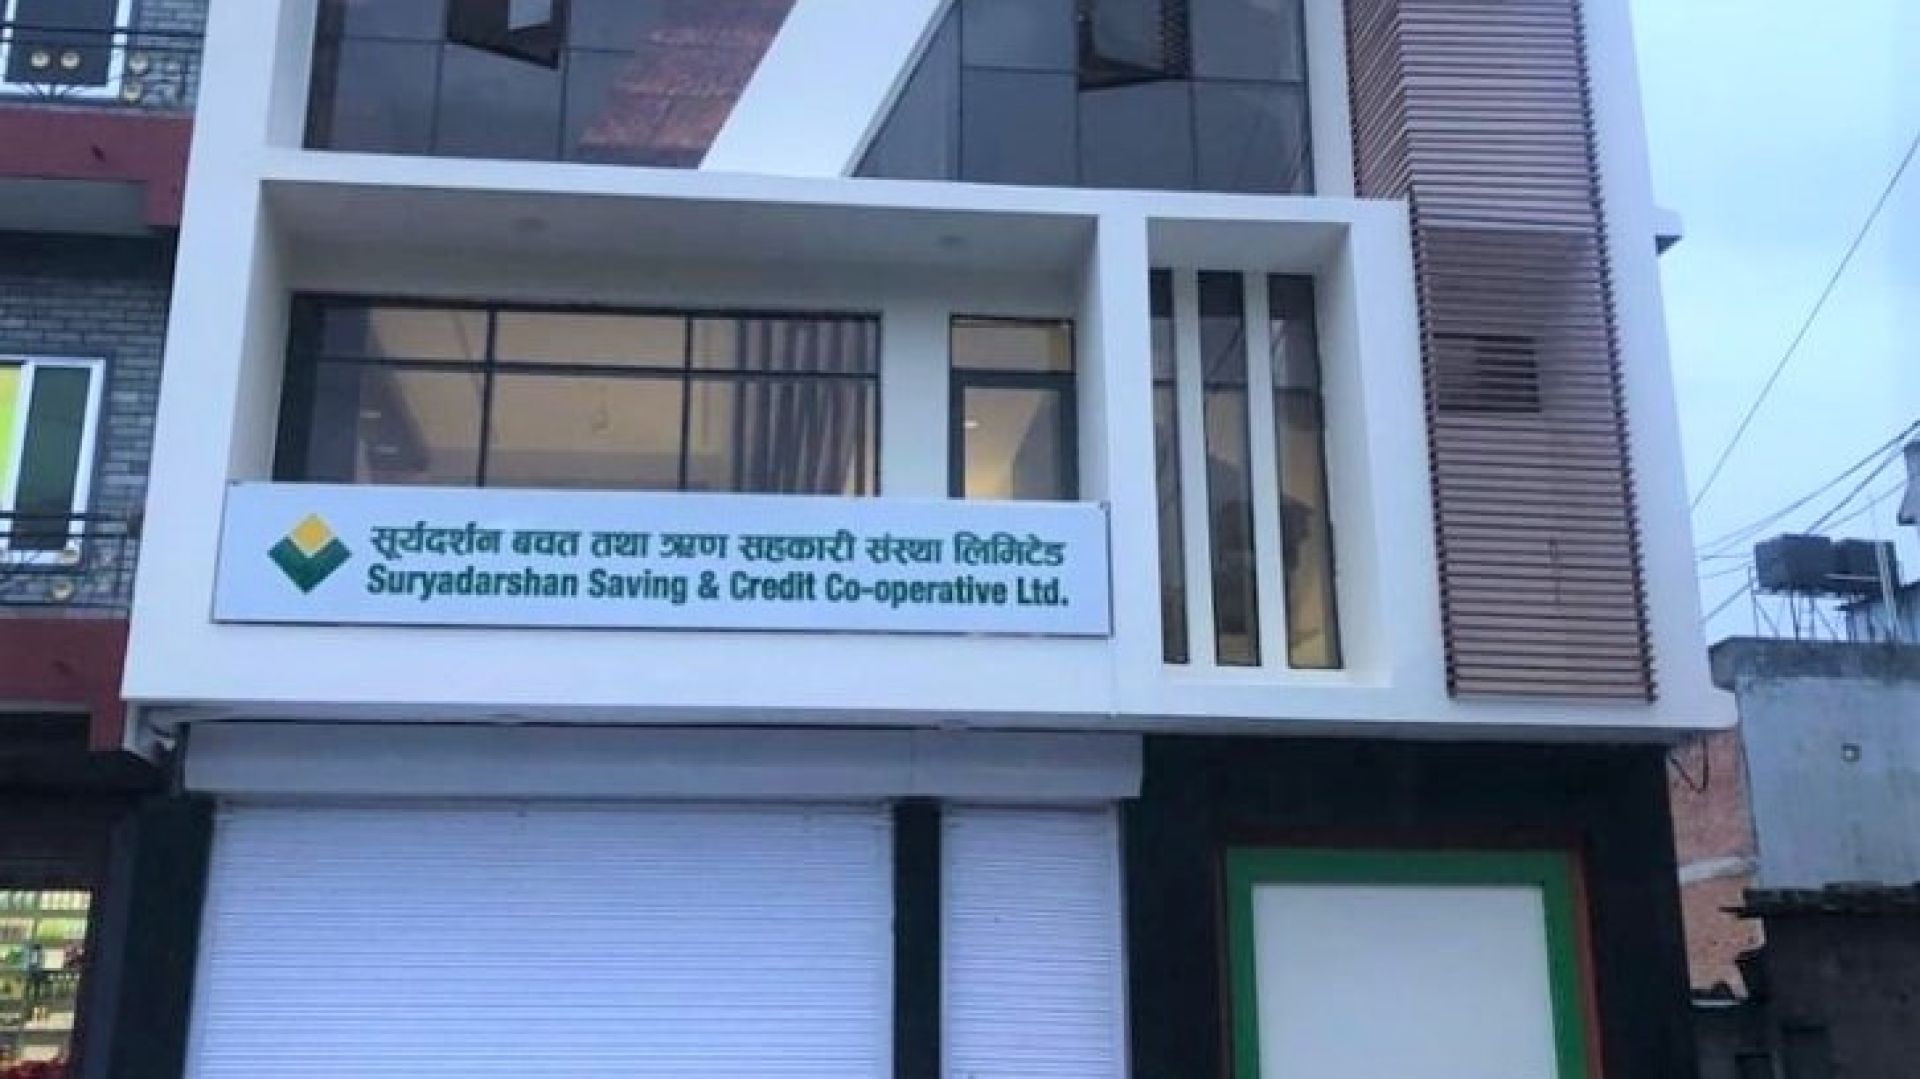 सूर्यदर्शन बचत तथा ऋण सहकारी संस्था लिमिटेड
Suryadarshan Saving & Credit Co-operative Ltd.